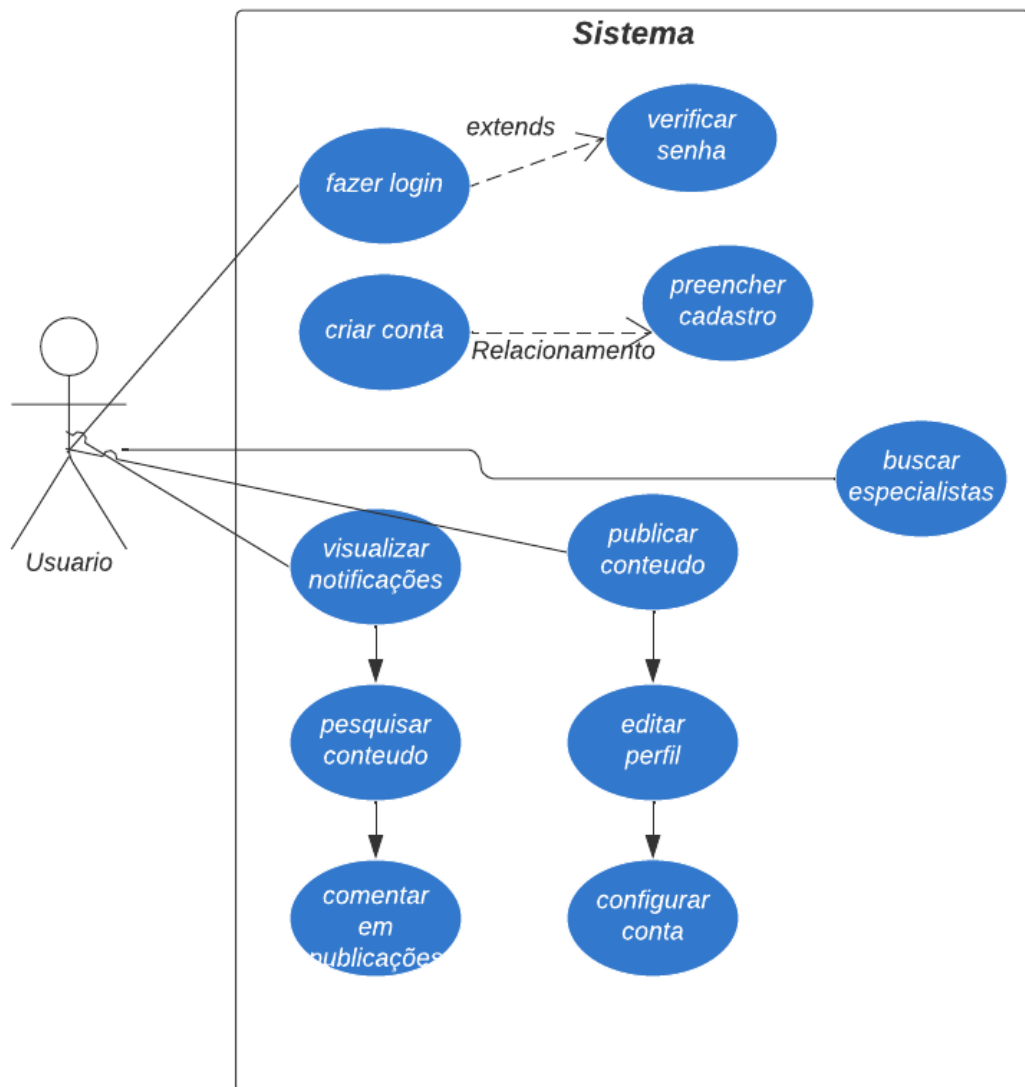 Sistema
extends
verificar
senha
fazer login
preencher
cadastro
criar conta
Relacionamento
buscar
especialistas
Usuario
visualizar
notificações
publicar
conteudo
pesquisar
conteudo
editar
perfil
comentar
em
publicações
configurar
conta